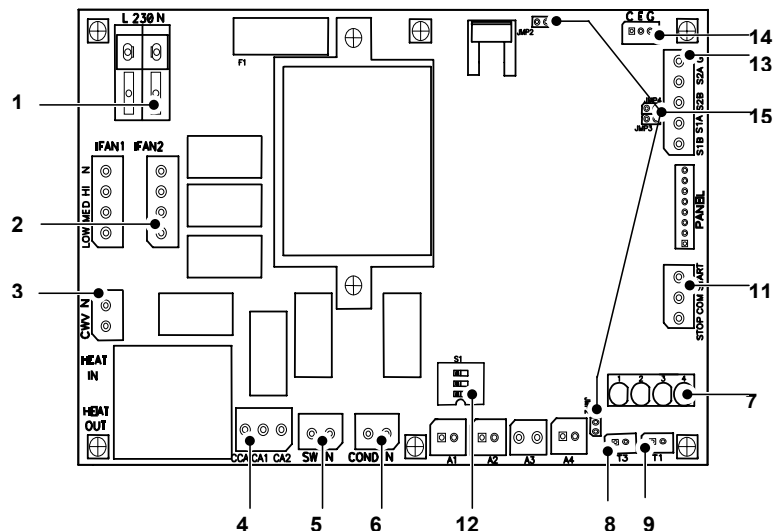 L 230 N
F1
JMP2
C E G
14
13
S1B S1A S2B S2A G
JMP4
JMP3
15
1
IFAN1 IFAN2
LOW MED HI N
2
PANEL
3
CWV N
STOP COM START
11
HEAT IN
HEAT OUT
S1
1 2 3 4
7
CCA CA1 CA2
SW N
COND N
A1 A2 A3 A4
T3 T1
4 5 6 12 8 9